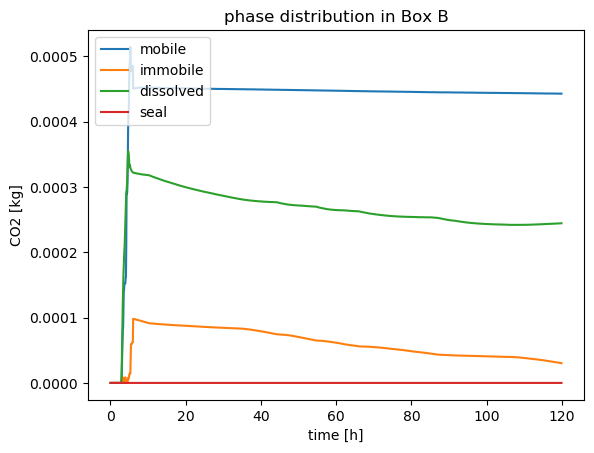 phase distribution in Box B
mobile
immobile
dissolved
seal
CO2 [kg]
0.0005
0.0004
0.0003
0.0002
0.0001
0.0000
0 20 40 60 80 100 120
time [h]